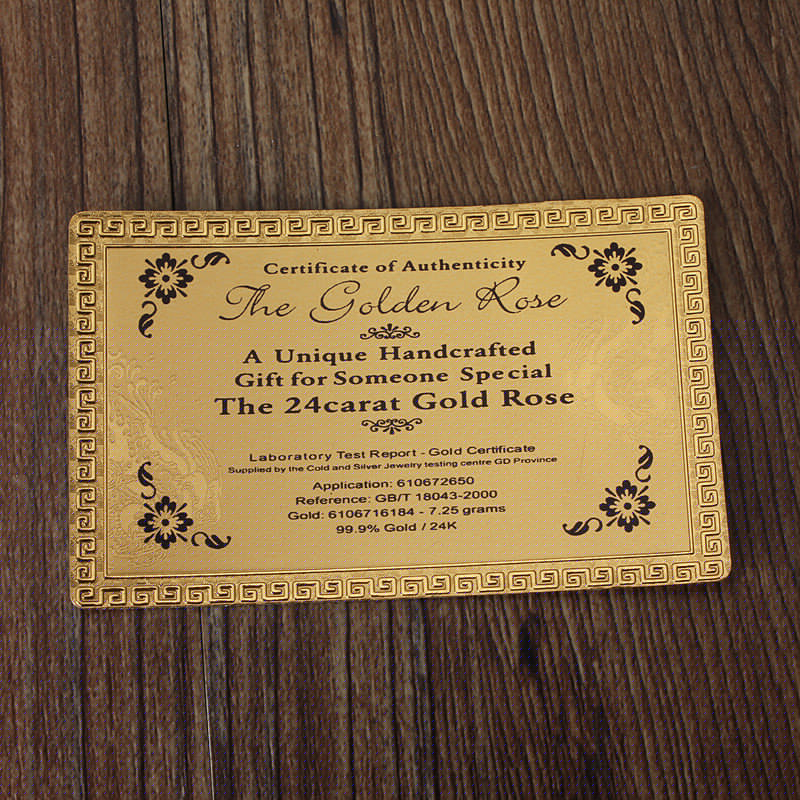 Certificate of Authenticity
The Golden Rose
A Unique Handcrafted
Gift for Someone Special
The 24carat Gold Rose
Laboratory Test Report - Gold Certificate
Supplied by the Cold and Silver Jewelry testing centre GD Province
Application: 610672650
Reference: GB/T 18043-2000
Gold: 6106716184 - 7.25 grams
99.9% Gold / 24K